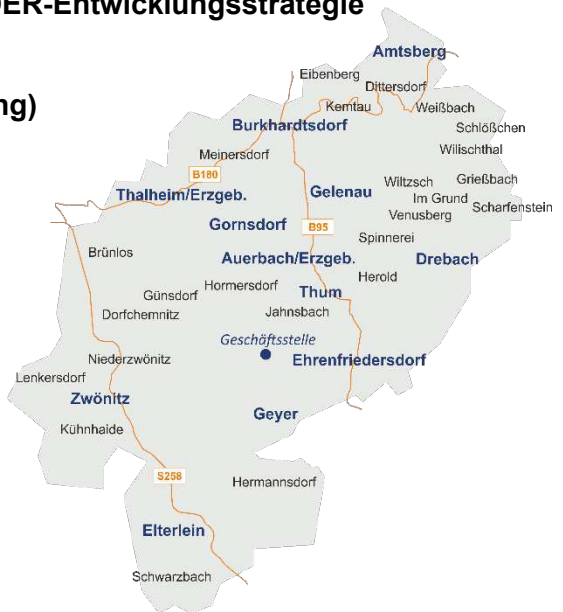 DER-Entwicklungsstrategie
ng)
Amtsberg
Eibenberg
Dittersdorf
Kemtau
Weißbach
Burkhardtsdorf
Schlößchen
Meinersdorf
Wilischthal
B180
Thalheim/Erzgeb.
Gelenau
Wiltzsch
Grießbach
Im Grund
Venusberg
Scharfenstein
Gornsdorf
B95
Spinnerei
Brünlos
Auerbach/Erzgeb.
Drebach
Herold
Hormersdorf
Thum
Günsdorf
Dorfchemnitz
Jahnsbach
Geschäftsstelle
Niederzwönitz
Ehrenfriedersdorf
Lenkersdorf
Zwönitz
Geyer
Kühnhaide
S258
Hermannsdorf
Elterlein
Schwarzbach